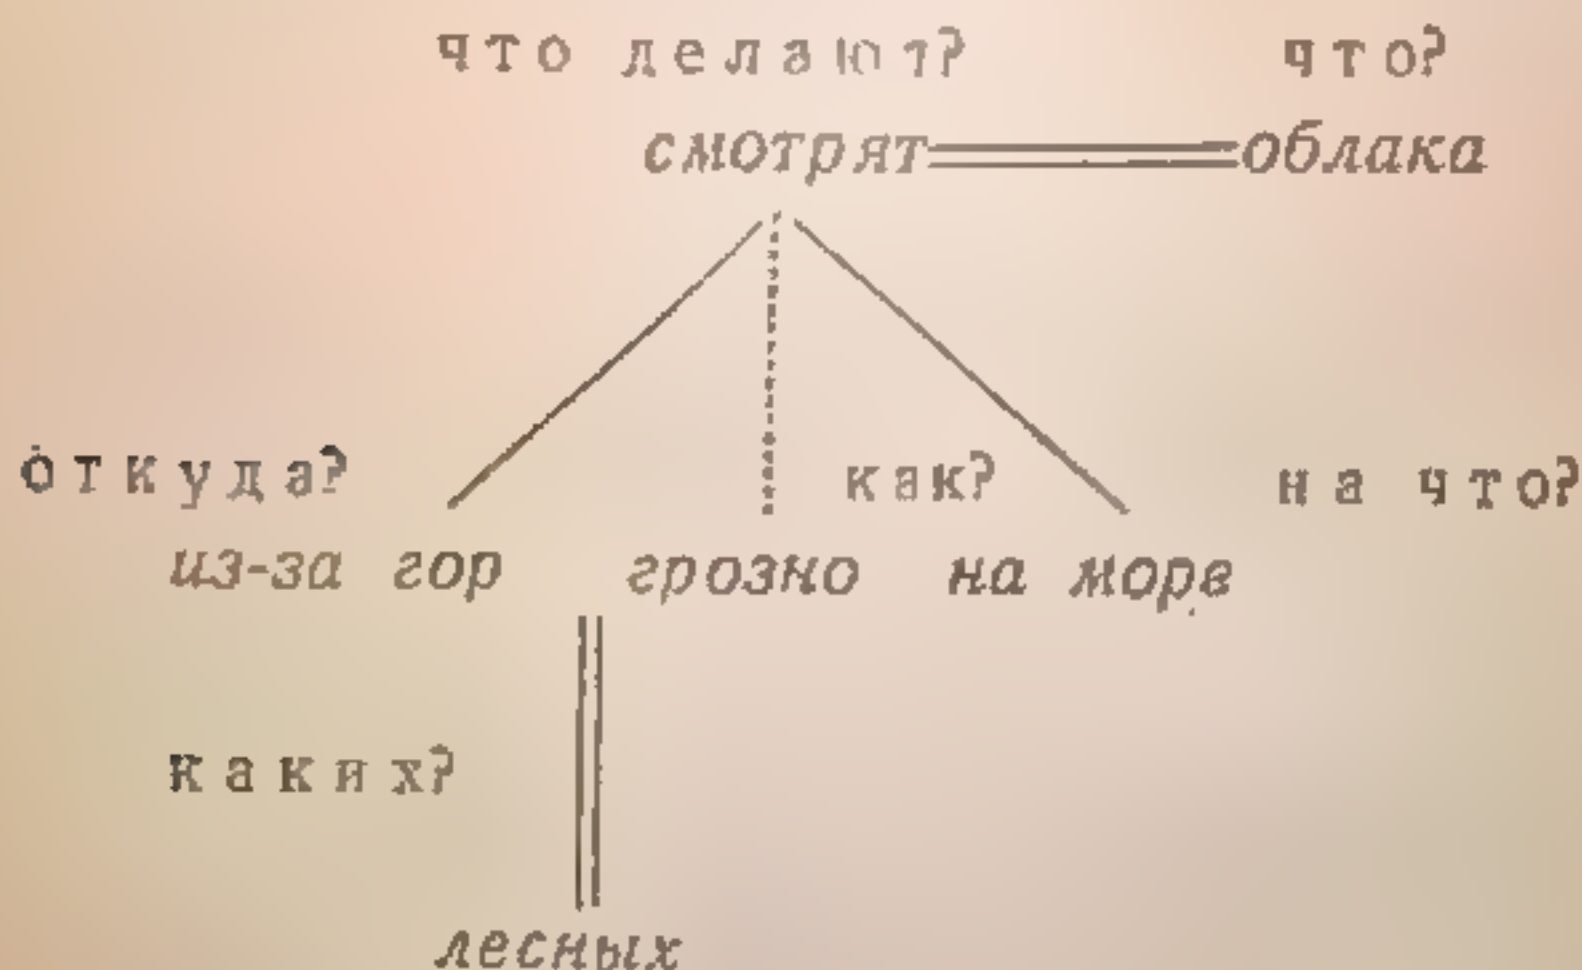 что делают? что?
смотрят облака
откуда? как? на что?
из-за гор грозно на море
каких?
лесных